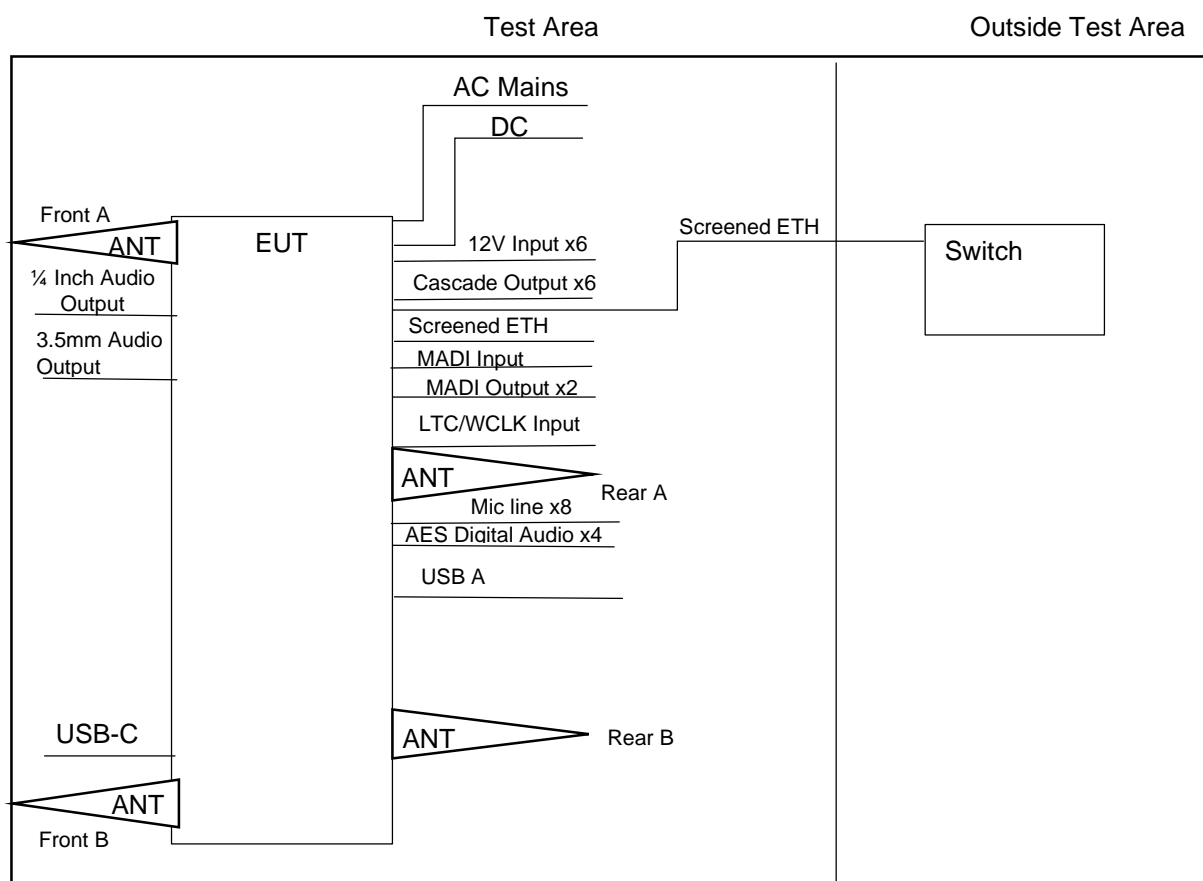 Test Area
Outside Test Area
AC Mains
DC
Front A
ANT
EUT
12V Input x6
Screened ETH
Switch
¼ Inch Audio
Output
Cascade Output x6
3.5mm Audio
Output
Screened ETH
MADI Input
MADI Output x2
LTC/WCLK Input
ANT
Rear A
Mic line x8
AES Digital Audio x4
USB A
USB-C
ANT
Rear B
ANT
Front B